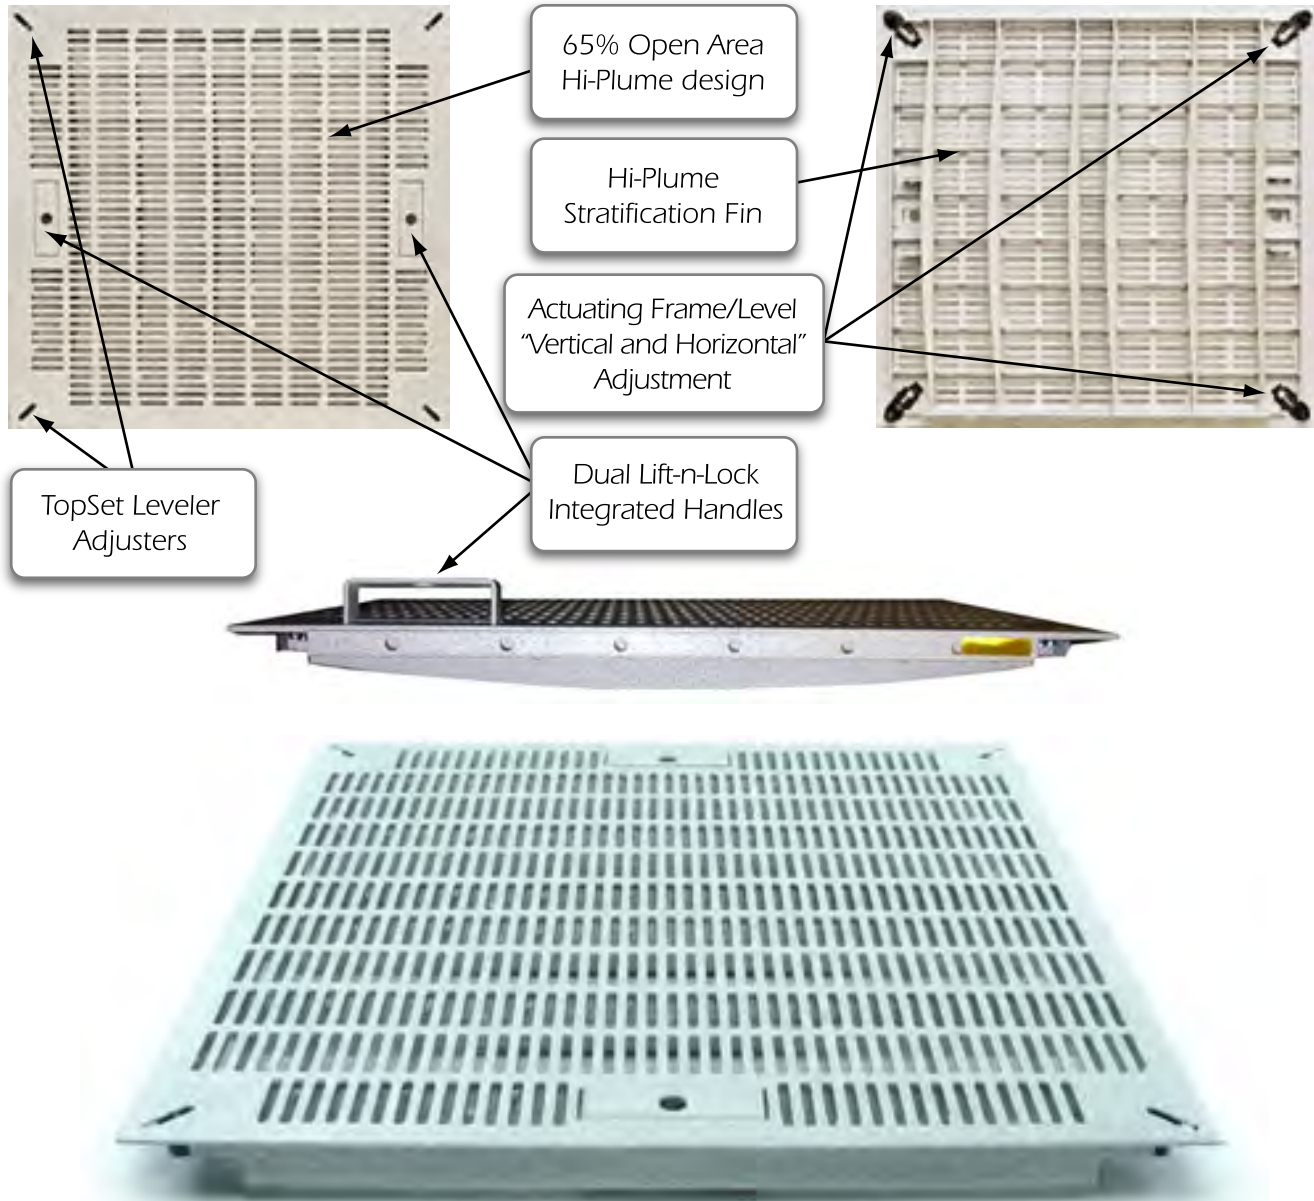 65% Open Area
Hi-Plume design
Hi-Plume
Stratification Fin
Actuating Frame/Level
“Vertical and Horizontal”
Adjustment
Dual Lift-n-Lock
Integrated Handles
TopSet Leveler
Adjusters